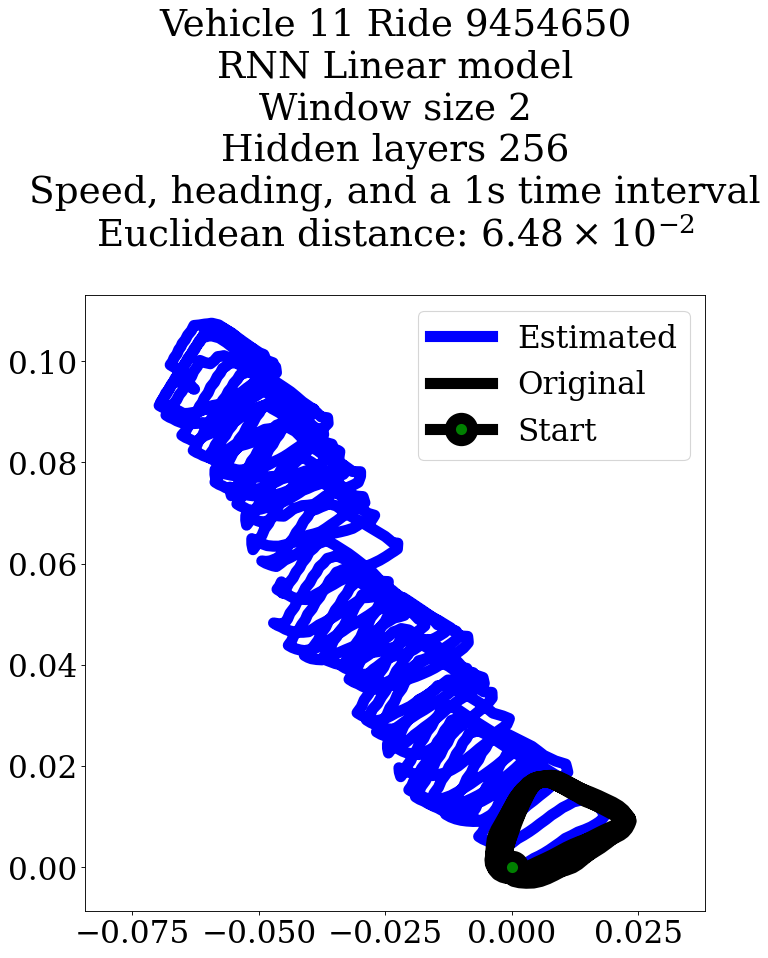 Vehicle 11 Ride 9454650
RNN Linear model
Window size 2
Hidden layers 256
Speed, heading, and a 1s time interval
Euclidean distance: 6.48 × 10⁻²
Estimated
Original
Start
0.10
0.08
0.06
0.04
0.02
0.00
−0.075 −0.050 −0.025 0.000 0.025